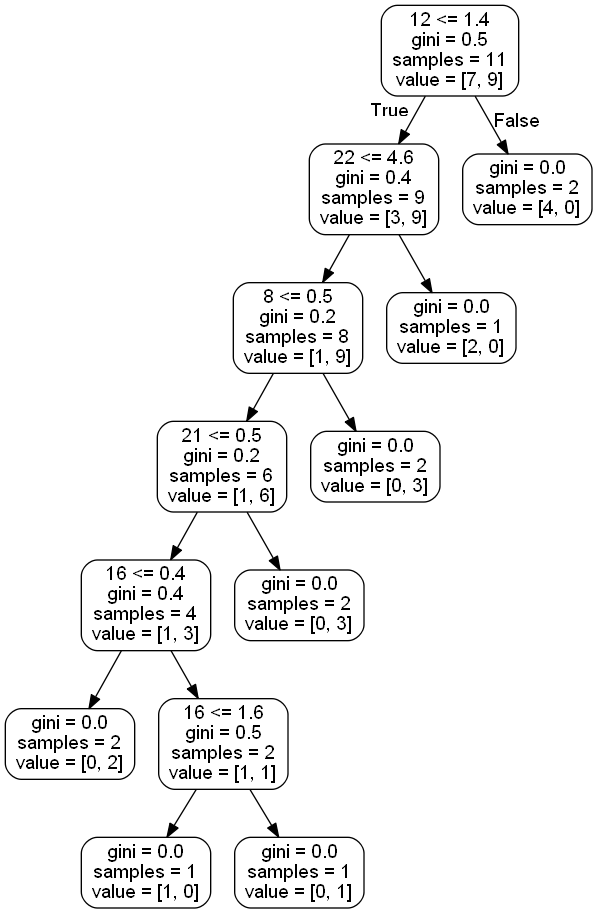 12 <= 1.4
gini = 0.5
samples = 11
value = [7, 9]
True
False
22 <= 4.6
gini = 0.4
samples = 9
value = [3, 9]
gini = 0.0
samples = 2
value = [4, 0]
8 <= 0.5
gini = 0.2
samples = 8
value = [1, 9]
gini = 0.0
samples = 1
value = [2, 0]
21 <= 0.5
gini = 0.2
samples = 6
value = [1, 6]
gini = 0.0
samples = 2
value = [0, 3]
16 <= 0.4
gini = 0.4
samples = 4
value = [1, 3]
gini = 0.0
samples = 2
value = [0, 3]
gini = 0.0
samples = 2
value = [0, 2]
16 <= 1.6
gini = 0.5
samples = 2
value = [1, 1]
gini = 0.0
samples = 1
value = [1, 0]
gini = 0.0
samples = 1
value = [0, 1]